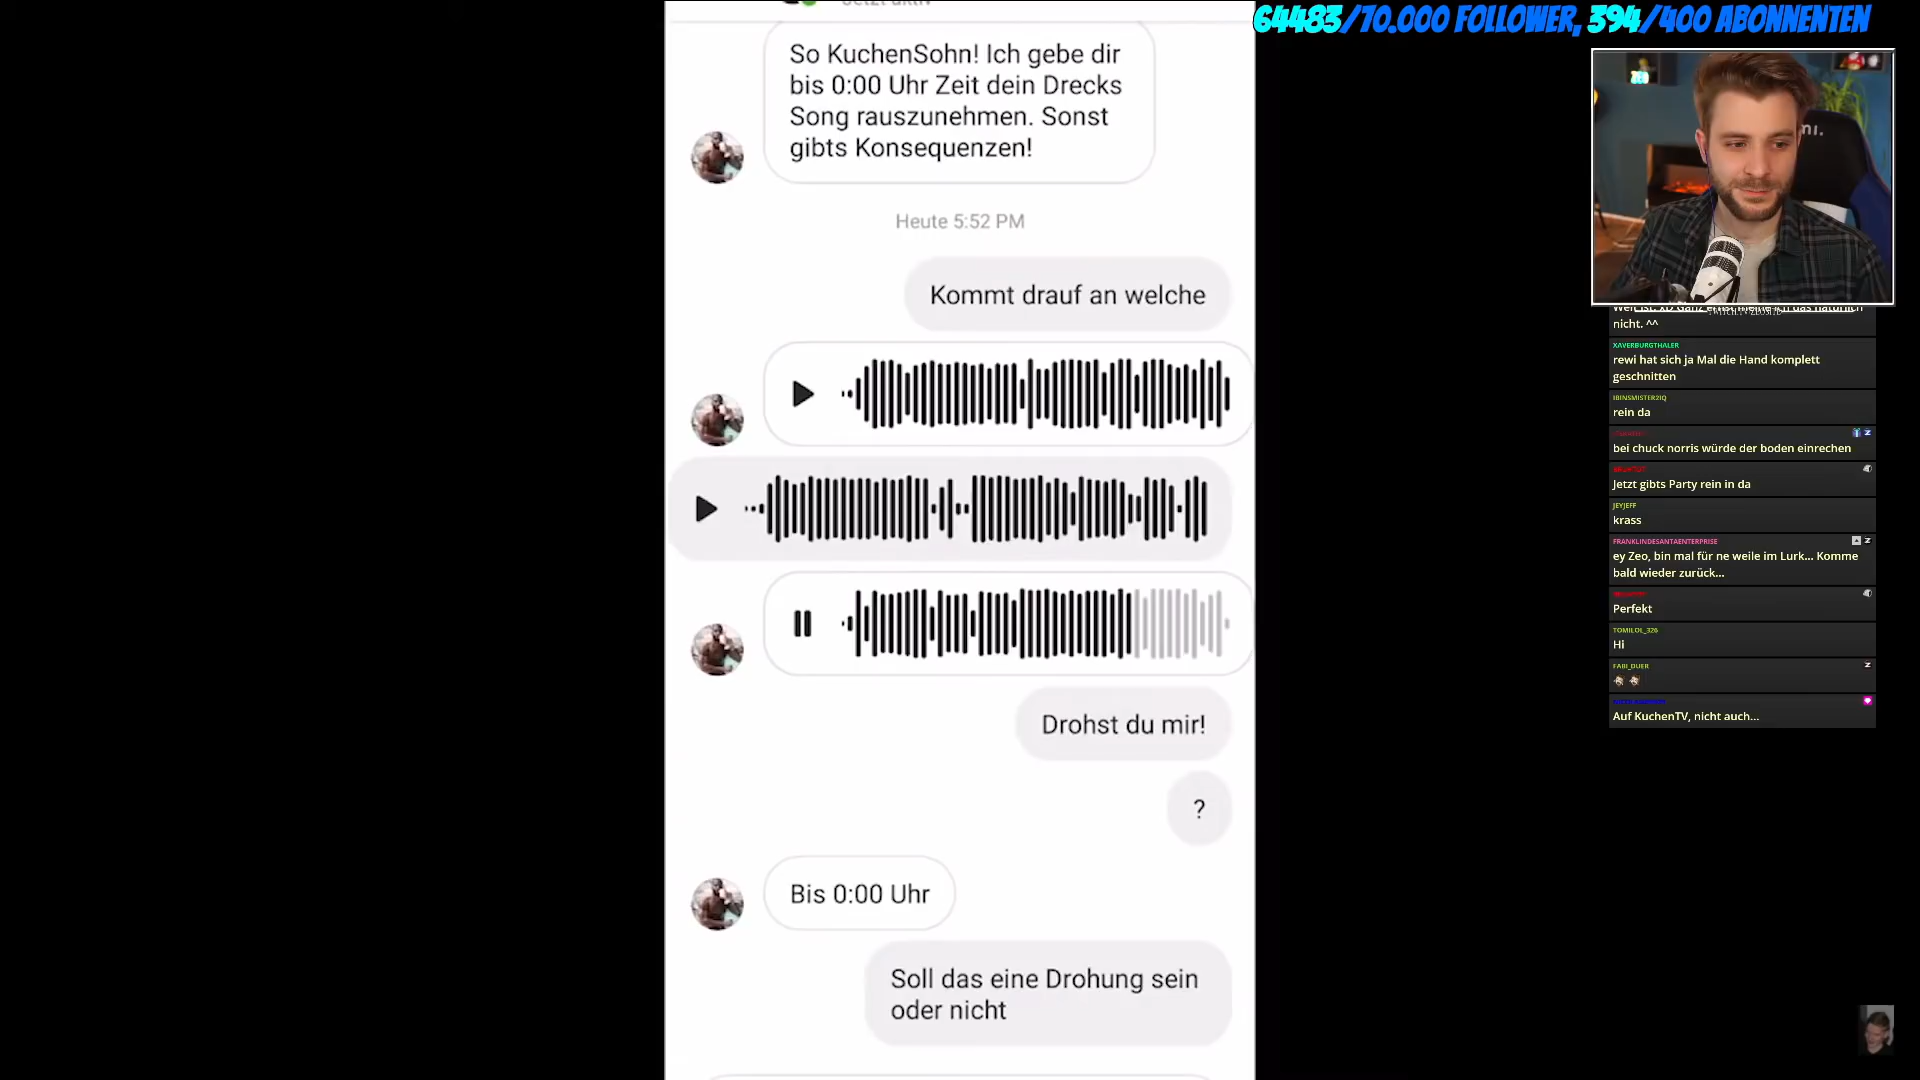 64483/70.000 FOLLOWER, 394/400 ABONNENTEN
So KuchenSohn! Ich gebe dir
bis 0:00 Uhr Zeit dein Drecks
Song rauszunehmen. Sonst
gibts Konsequenzen!
Heute 5:52 PM
Kommt drauf an welche
Drohst du mir!
?
Bis 0:00 Uhr
Soll das eine Drohung sein
oder nicht
nicht. ^^
XAVERBURGTHALER
rewi hat sich ja Mal die Hand komplett
geschnitten
IBINSMISTERZIQ
rein da
bei chuck norris würde der boden einrechen
Jetzt gibts Party rein in da
JEYJEFF
krass
FRANKLINDESANTAENTERPRISE
ey Zeo, bin mal für ne weile im Lurk... Komme
bald wieder zurück...
Perfekt
TOMILOL_326
Hi
FABI_DUER
Auf KuchenTV, nicht auch...